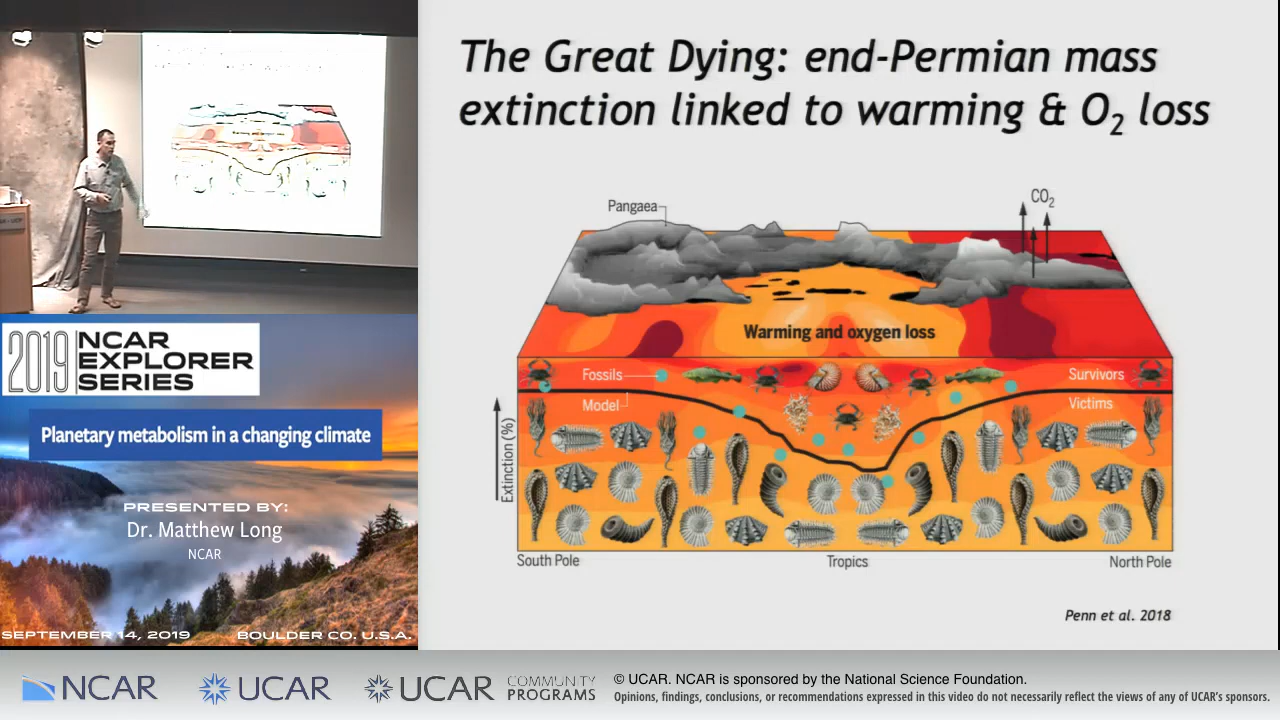 The Great Dying: end-Permian mass
extinction linked to warming & O₂ loss
Pangaea
CO₂
Warming and oxygen loss
Fossils
Survivors
Model
Victims
Extinction (%)
South Pole
Tropics
North Pole
Penn et al. 2018
2019 NCAR
EXPLORER
SERIES
Planetary metabolism in a changing climate
PRESENTED BY:
Dr. Matthew Long
NCAR
SEPTEMBER 14, 2019
BOULDER CO. U.S.A.
NCAR
UCAR
UCAR
COMMUNITY
PROGRAMS
© UCAR. NCAR is sponsored by the National Science Foundation.
Opinions, findings, conclusions, or recommendations expressed in this video do not necessarily reflect the views of any of UCAR's sponsors.